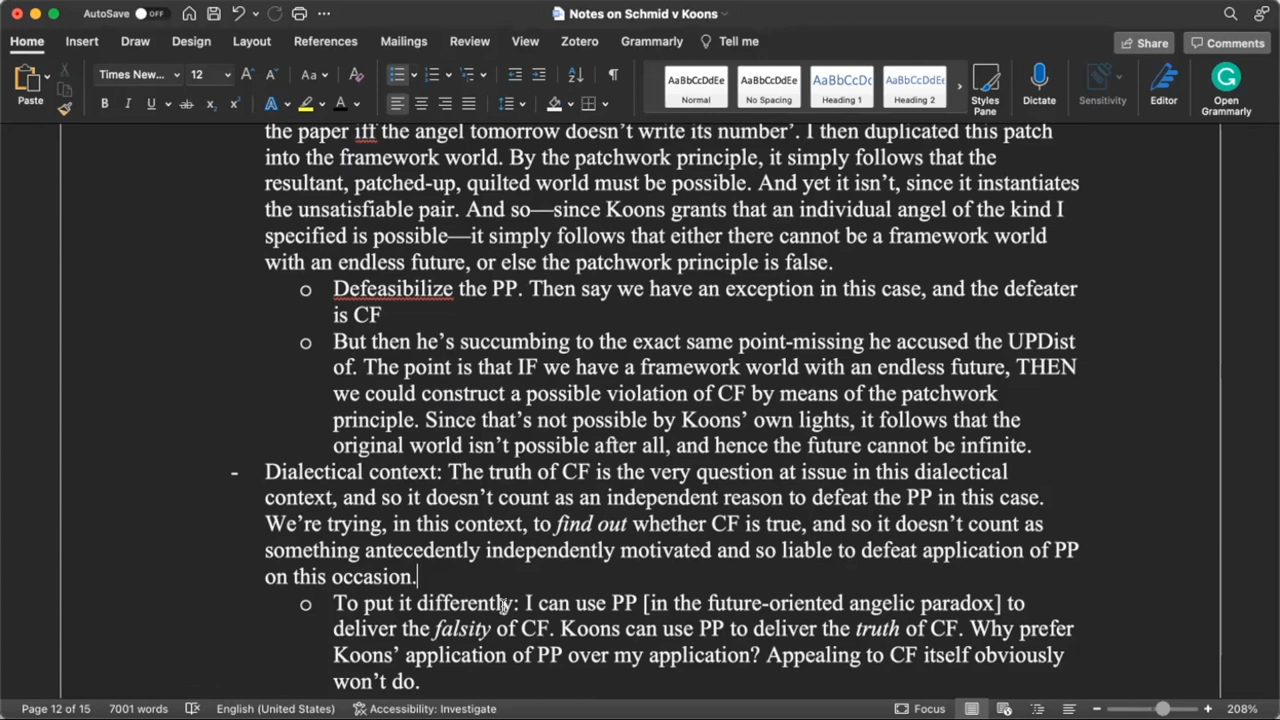 AutoSave OFF Notes on Schmid v Koons
Home Insert Draw Design Layout References Mailings Review View Zotero Grammarly Tell me Share Comments
Paste Times New... 12 Aa AaBbCcDdEe Normal AaBbCcDdEe No Spacing AaBbCcDc Heading 1 AaBbCcDdEe Heading 2 Styles Pane Dictate Sensitivity Editor Open Grammarly
the paper iff the angel tomorrow doesn’t write its number’. I then duplicated this patch
into the framework world. By the patchwork principle, it simply follows that the
resultant, patched-up, quilted world must be possible. And yet it isn’t, since it instantiates
the unsatisfiable pair. And so—since Koons grants that an individual angel of the kind I
specified is possible—it simply follows that either there cannot be a framework world
with an endless future, or else the patchwork principle is false.
o Defeasibilize the PP. Then say we have an exception in this case, and the defeater
is CF
o But then he’s succumbing to the exact same point-missing he accused the UPDist
of. The point is that IF we have a framework world with an endless future, THEN
we could construct a possible violation of CF by means of the patchwork
principle. Since that’s not possible by Koons’ own lights, it follows that the
original world isn’t possible after all, and hence the future cannot be infinite.
- Dialectical context: The truth of CF is the very question at issue in this dialectical
context, and so it doesn’t count as an independent reason to defeat the PP in this case.
We’re trying, in this context, to find out whether CF is true, and so it doesn’t count as
something antecedently independently motivated and so liable to defeat application of PP
on this occasion.
o To put it differently: I can use PP [in the future-oriented angelic paradox] to
deliver the falsity of CF. Koons can use PP to deliver the truth of CF. Why prefer
Koons’ application of PP over my application? Appealing to CF itself obviously
won’t do.
Page 12 of 15 7001 words English (United States) Accessibility: Investigate Focus 208%